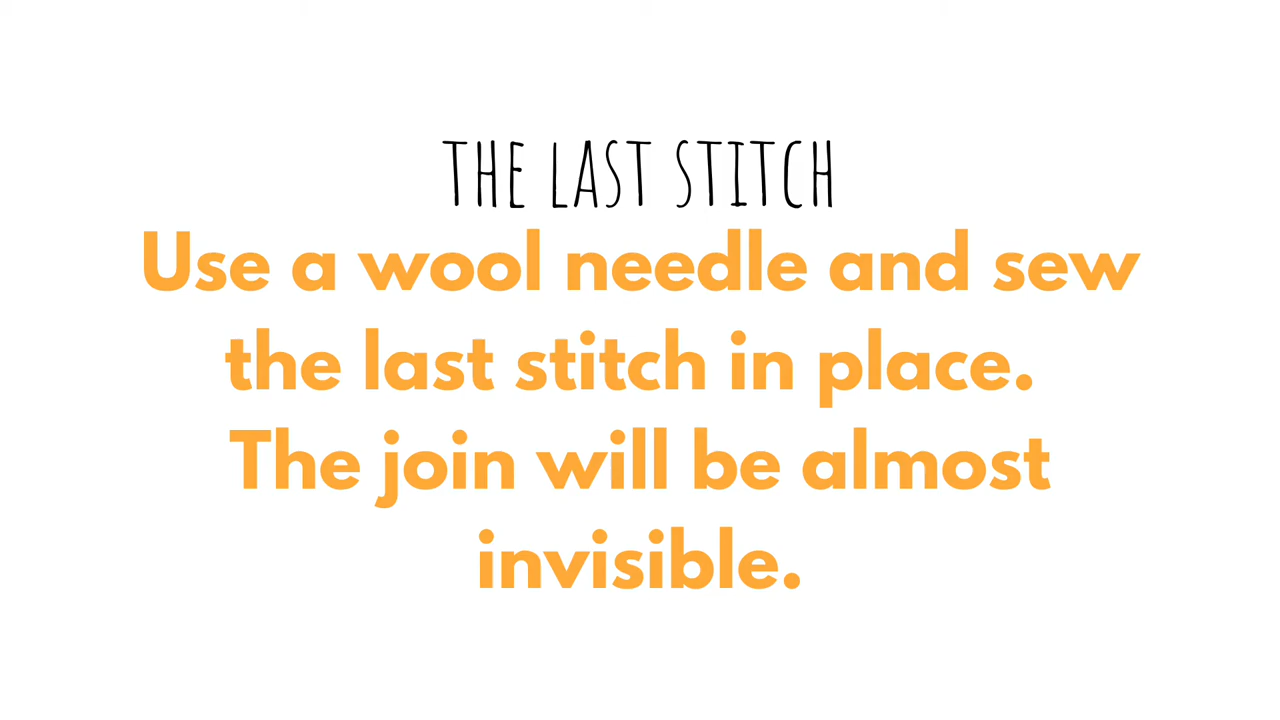 THE LAST STITCH
Use a wool needle and sew
the last stitch in place.
The join will be almost
invisible.